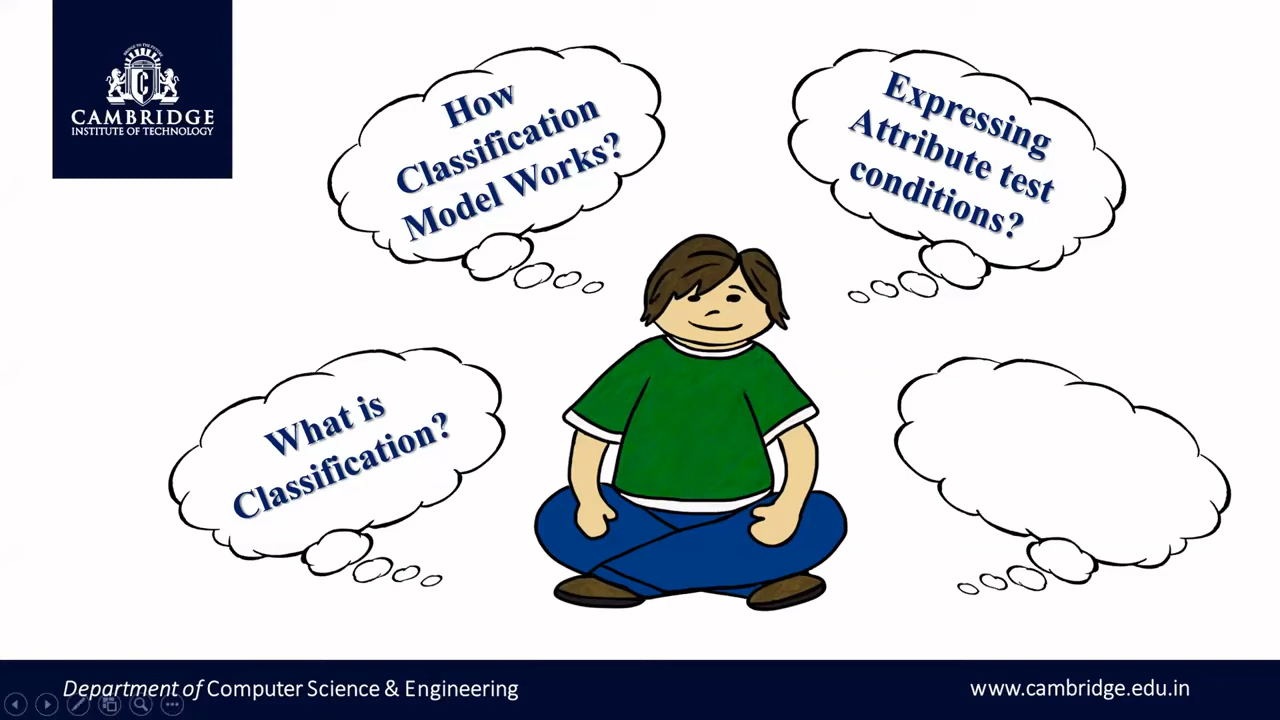 CAMBRIDGE
INSTITUTE OF TECHNOLOGY
How
Classification
Model Works?
Expressing
Attribute test
conditions?
What is
Classification?
Department of Computer Science & Engineering
www.cambridge.edu.in